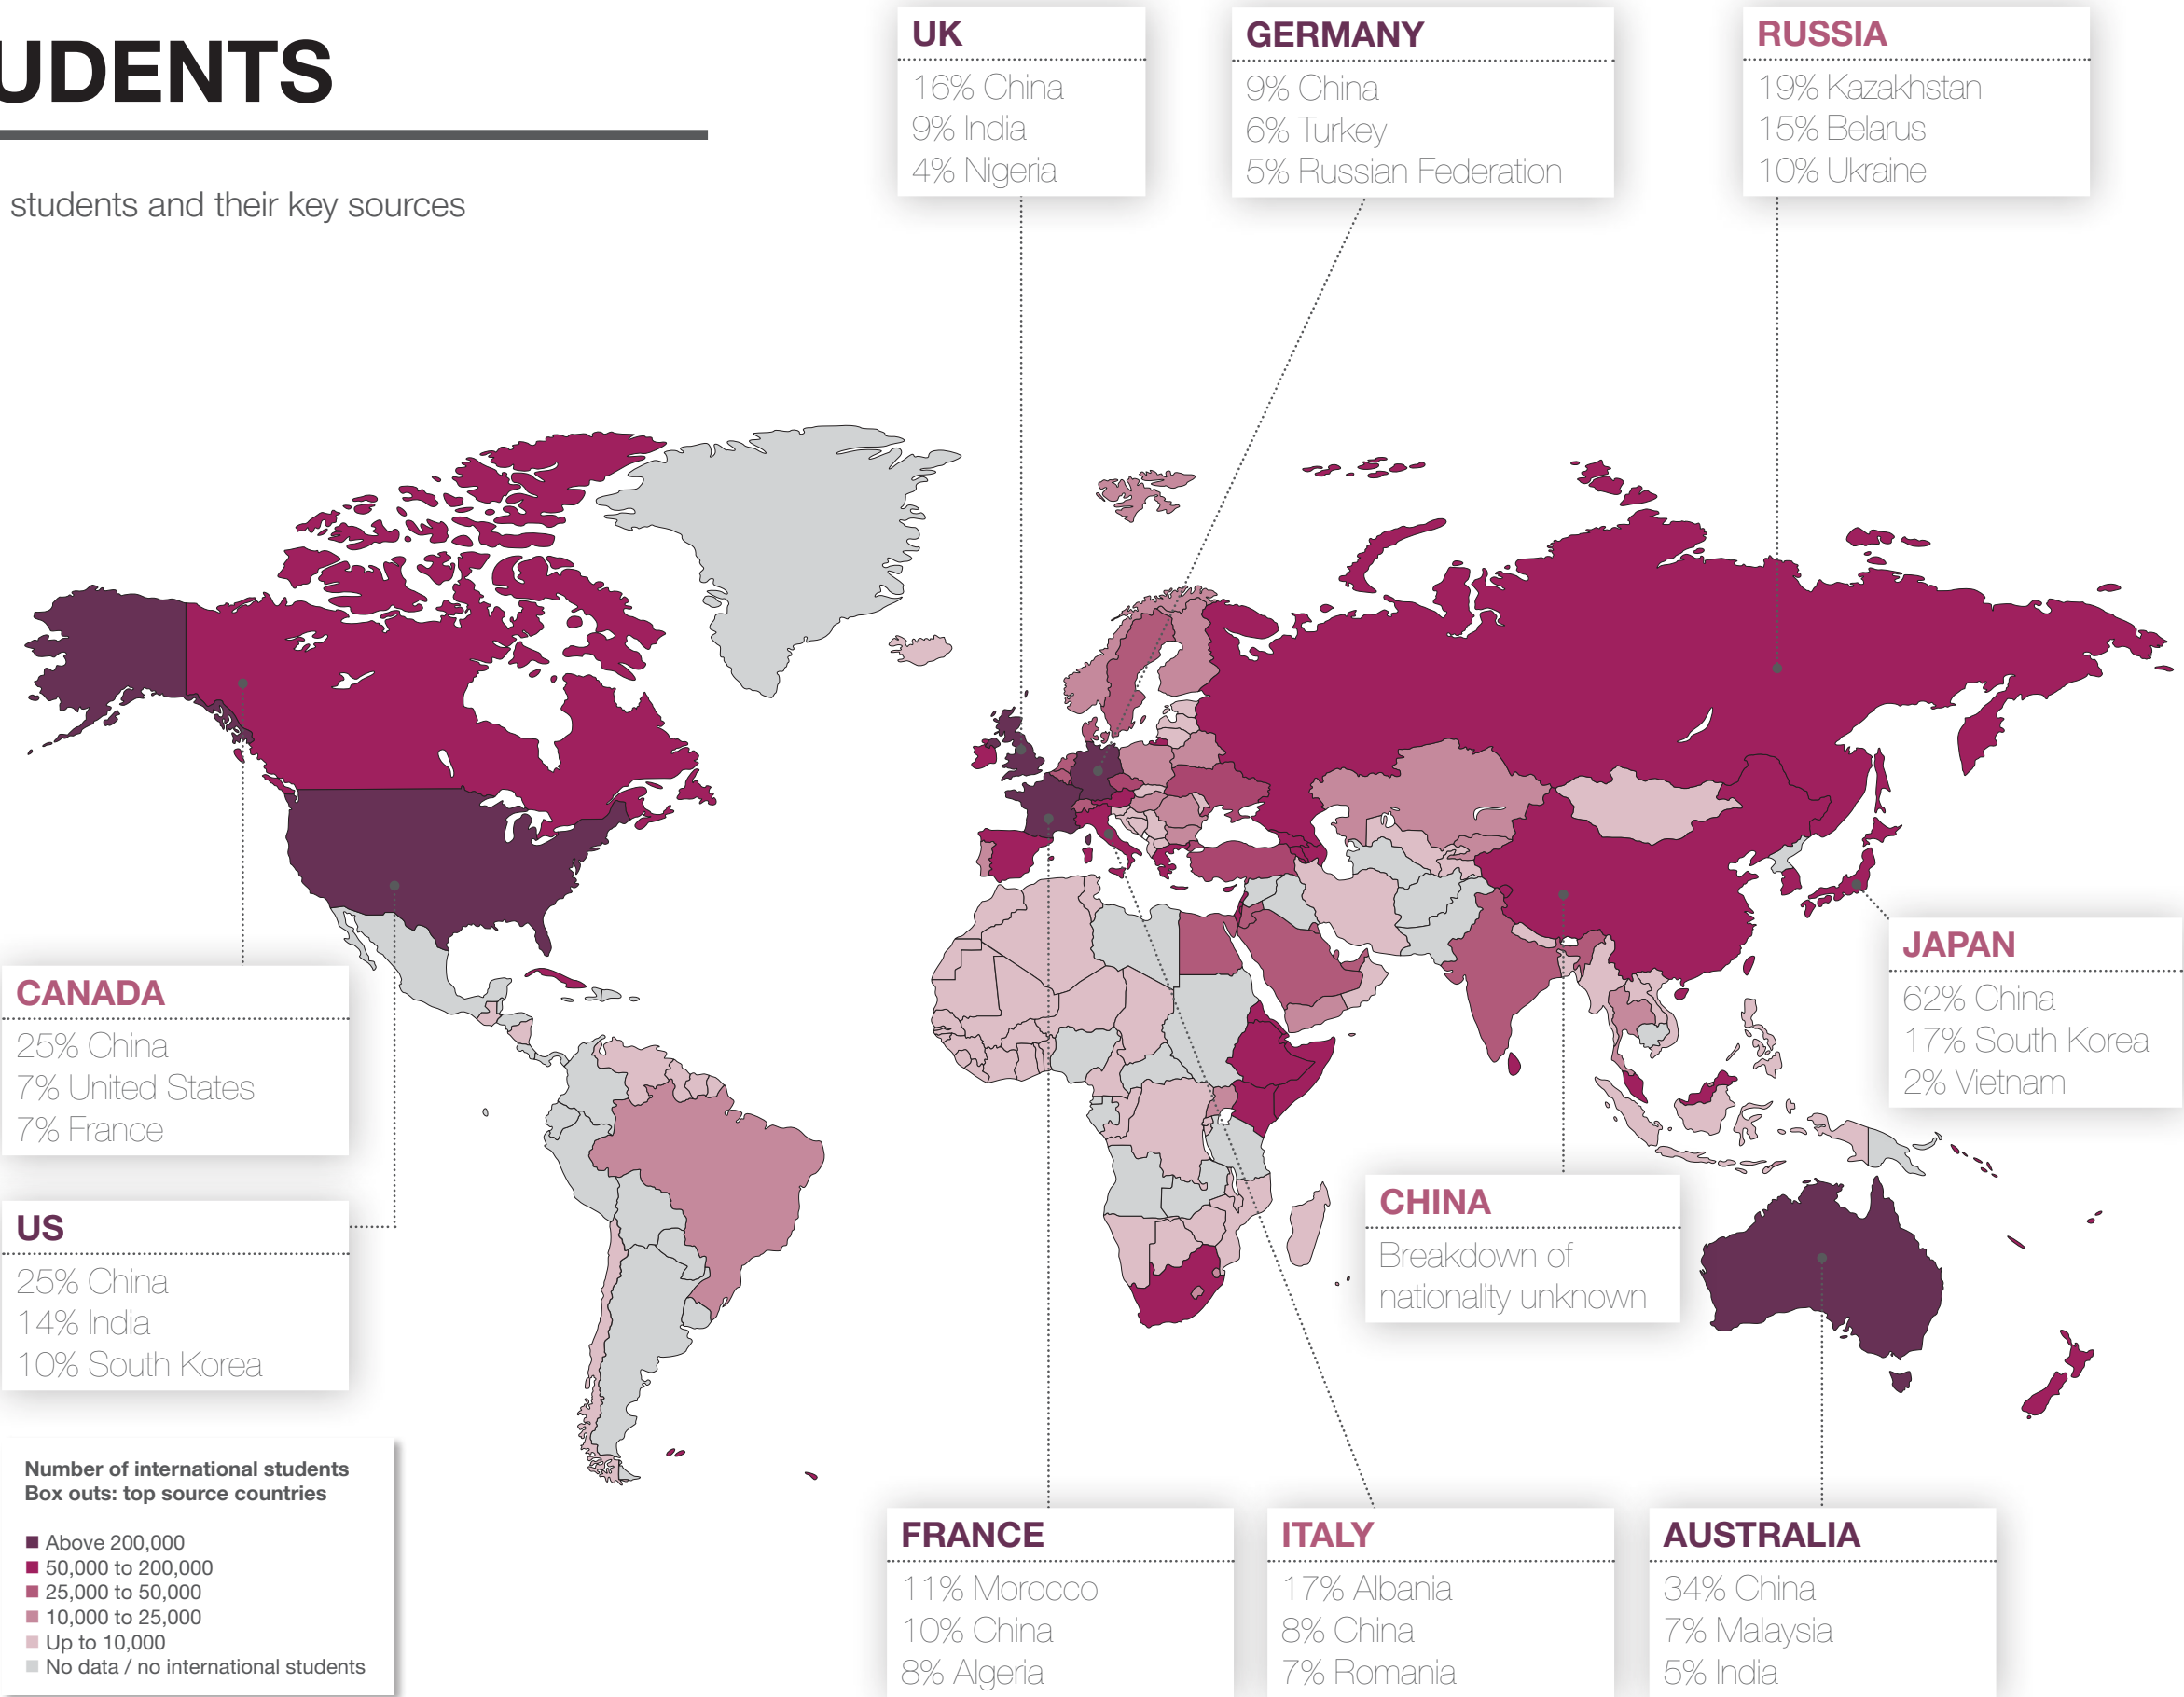 UDENTS
students and their key sources
UK
16% China
9% India
4% Nigeria
GERMANY
9% China
6% Turkey
5% Russian Federation
RUSSIA
19% Kazakhstan
15% Belarus
10% Ukraine
CANADA
25% China
7% United States
7% France
US
25% China
14% India
10% South Korea
JAPAN
62% China
17% South Korea
2% Vietnam
CHINA
Breakdown of
nationality unknown
Number of international students
Box outs: top source countries
Above 200,000
50,000 to 200,000
25,000 to 50,000
10,000 to 25,000
Up to 10,000
No data / no international students
FRANCE
11% Morocco
10% China
8% Algeria
ITALY
17% Albania
8% China
7% Romania
AUSTRALIA
34% China
7% Malaysia
5% India